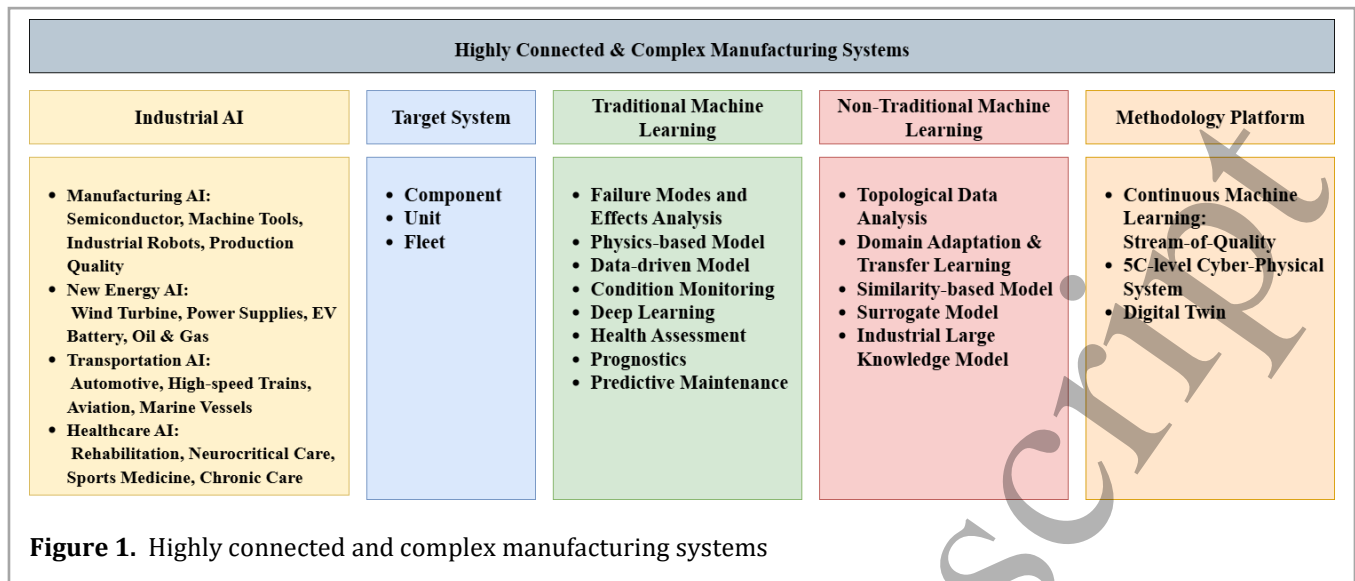 Highly Connected & Complex Manufacturing Systems
Industrial AI
Target System
Traditional Machine
Learning
Non-Traditional Machine
Learning
Methodology Platform
• Manufacturing AI:
Semiconductor, Machine Tools,
Industrial Robots, Production
Quality
• New Energy AI:
Wind Turbine, Power Supplies, EV
Battery, Oil & Gas
• Transportation AI:
Automotive, High-speed Trains,
Aviation, Marine Vessels
• Healthcare AI:
Rehabilitation, Neurocritical Care,
Sports Medicine, Chronic Care
• Component
• Unit
• Fleet
• Failure Modes and
Effects Analysis
• Physics-based Model
• Data-driven Model
• Condition Monitoring
• Deep Learning
• Health Assessment
• Prognostics
• Predictive Maintenance
• Topological Data
Analysis
• Domain Adaptation &
Transfer Learning
• Similarity-based Model
• Surrogate Model
• Industrial Large
Knowledge Model
• Continuous Machine
Learning:
Stream-of-Quality
• 5C-level Cyber-Physical
System
• Digital Twin
script
Figure 1. Highly connected and complex manufacturing systems